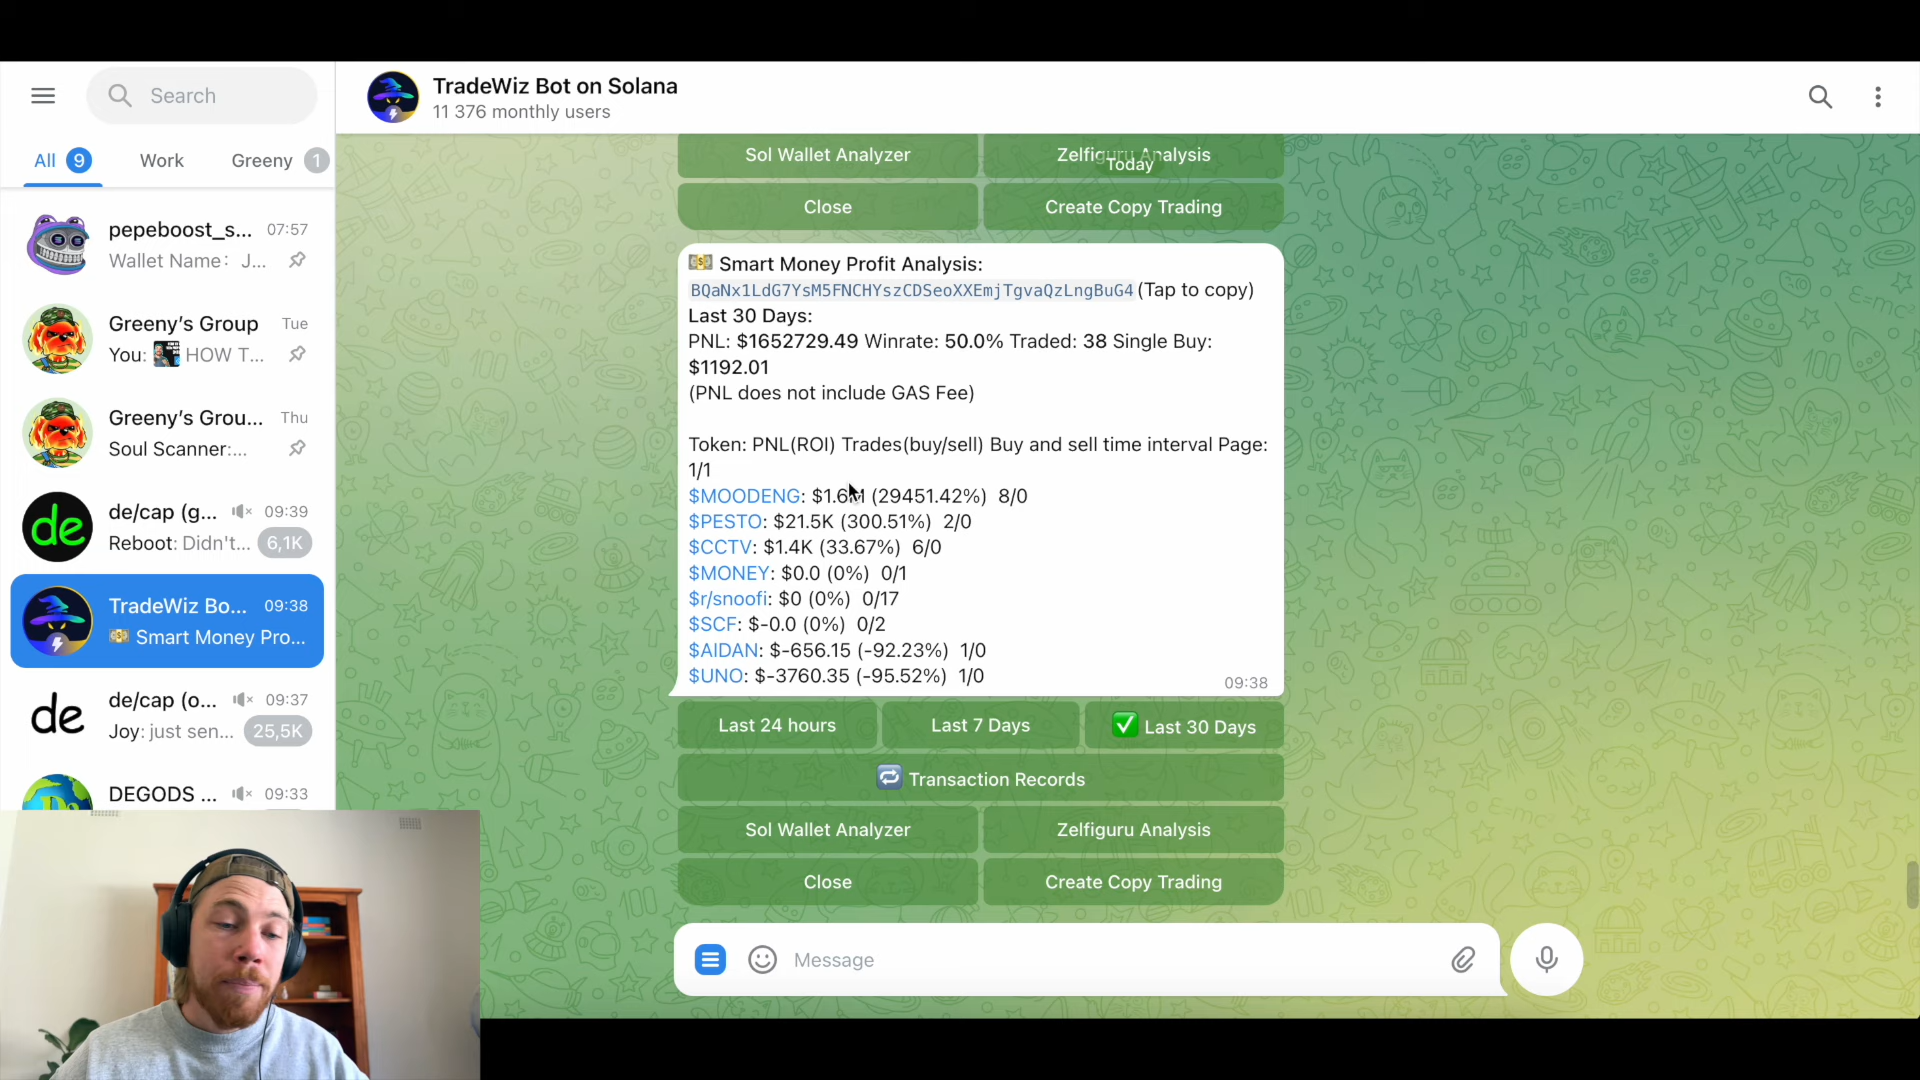 Search
All 9
Work
Greeny 1
pepeboost_s... 07:57
Wallet Name: J...
Greeny's Group Tue
You: HOW T...
Greeny's Grou... Thu
Soul Scanner:...
de
de/cap (g... 09:39
Reboot: Didn't... 6,1K
TradeWiz Bo... 09:38
Smart Money Pro...
de
de/cap (o... 09:37
Joy: just sen... 25,5K
DEGODS ... 09:33
TradeWiz Bot on Solana
11 376 monthly users
Sol Wallet Analyzer
Zelfiguru Analysis
Today
Close
Create Copy Trading
E=mc²
Smart Money Profit Analysis:
BQaNx1LdG7YsM5FNCHYszCDSeoXXEmjTgvaQzLngBuG4(Tap to copy)
Last 30 Days:
PNL: $1652729.49 Winrate: 50.0% Traded: 38 Single Buy:
$1192.01
(PNL does not include GAS Fee)
Token: PNL(ROI) Trades(buy/sell) Buy and sell time interval Page:
1/1
$MOODENG: $1.6M (29451.42%) 8/0
$PESTO: $21.5K (300.51%) 2/0
$CCTV: $1.4K (33.67%) 6/0
$MONEY: $0.0 (0%) 0/1
$r/snoofi: $0 (0%) 0/17
$SCF: $-0.0 (0%) 0/2
$AIDAN: $-656.15 (-92.23%) 1/0
$UNO: $-3760.35 (-95.52%) 1/0
09:38
Last 24 hours
Last 7 Days
Last 30 Days
Transaction Records
Sol Wallet Analyzer
Zelfiguru Analysis
Close
Create Copy Trading
Message